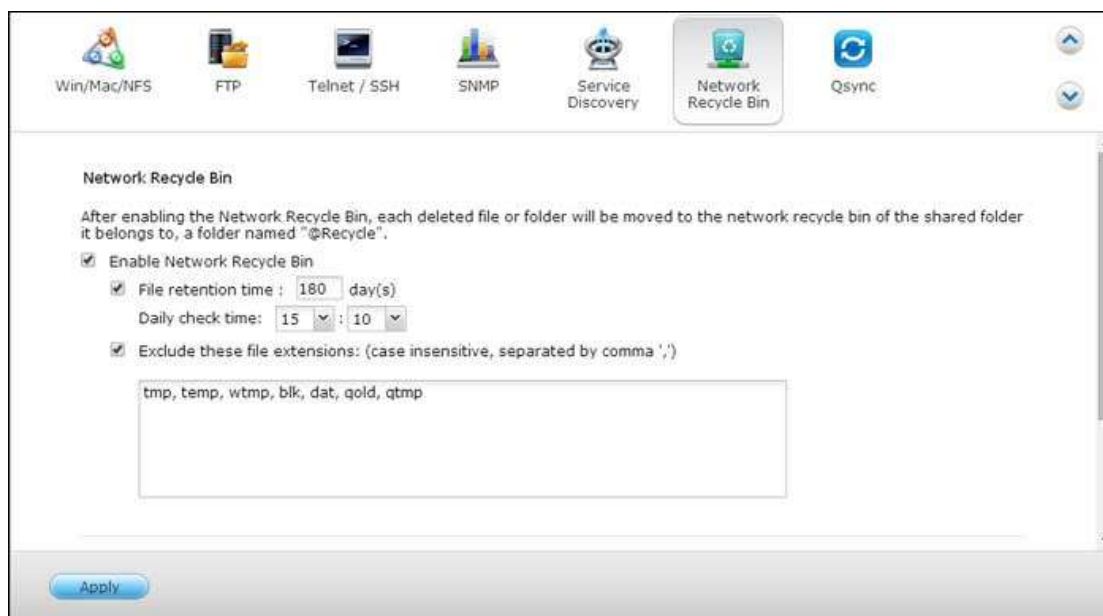 Win/Mac/NFS
FTP
Telnet / SSH
SNMP
Service
Discovery
Network
Recycle Bin
Qsync
Network Recycle Bin
After enabling the Network Recycle Bin, each deleted file or folder will be moved to the network recycle bin of the shared folder
it belongs to, a folder named "@Recycle".
Enable Network Recycle Bin
File retention time : 180 day(s)
Daily check time: 15 : 10
Exclude these file extensions: (case insensitive, separated by comma ',')
tmp, temp, wtmp, blk, dat, qold, qtmp
Apply